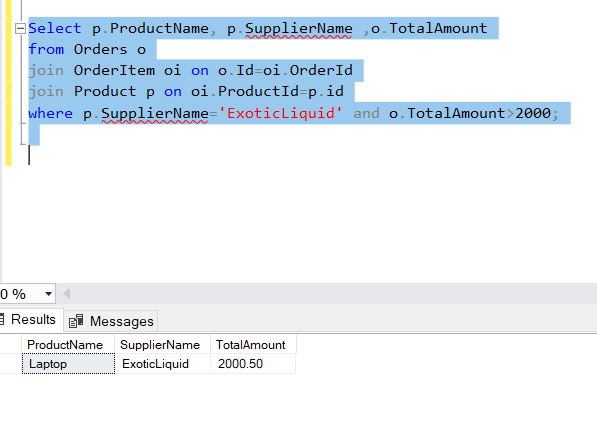 Select p.ProductName, p.SupplierName ,o.TotalAmount
from Orders o
join OrderItem oi on o.Id=oi.OrderId
join Product p on oi.ProductId=p.id
where p.SupplierName='ExoticLiquid' and o.TotalAmount>2000;
0 %
Results Messages
ProductName SupplierName TotalAmount
Laptop ExoticLiquid 2000.50